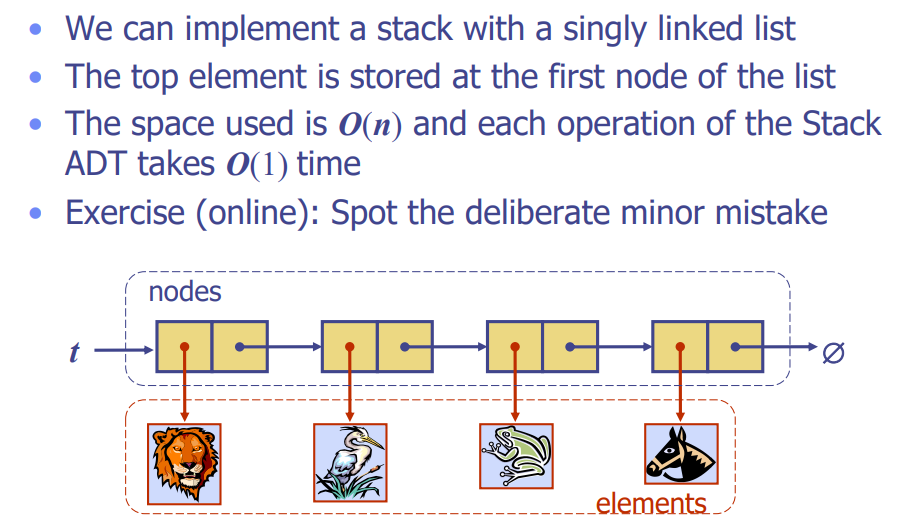 • We can implement a stack with a singly linked list
• The top element is stored at the first node of the list
• The space used is O(n) and each operation of the Stack
ADT takes O(1) time
• Exercise (online): Spot the deliberate minor mistake
nodes
t
∅
elements